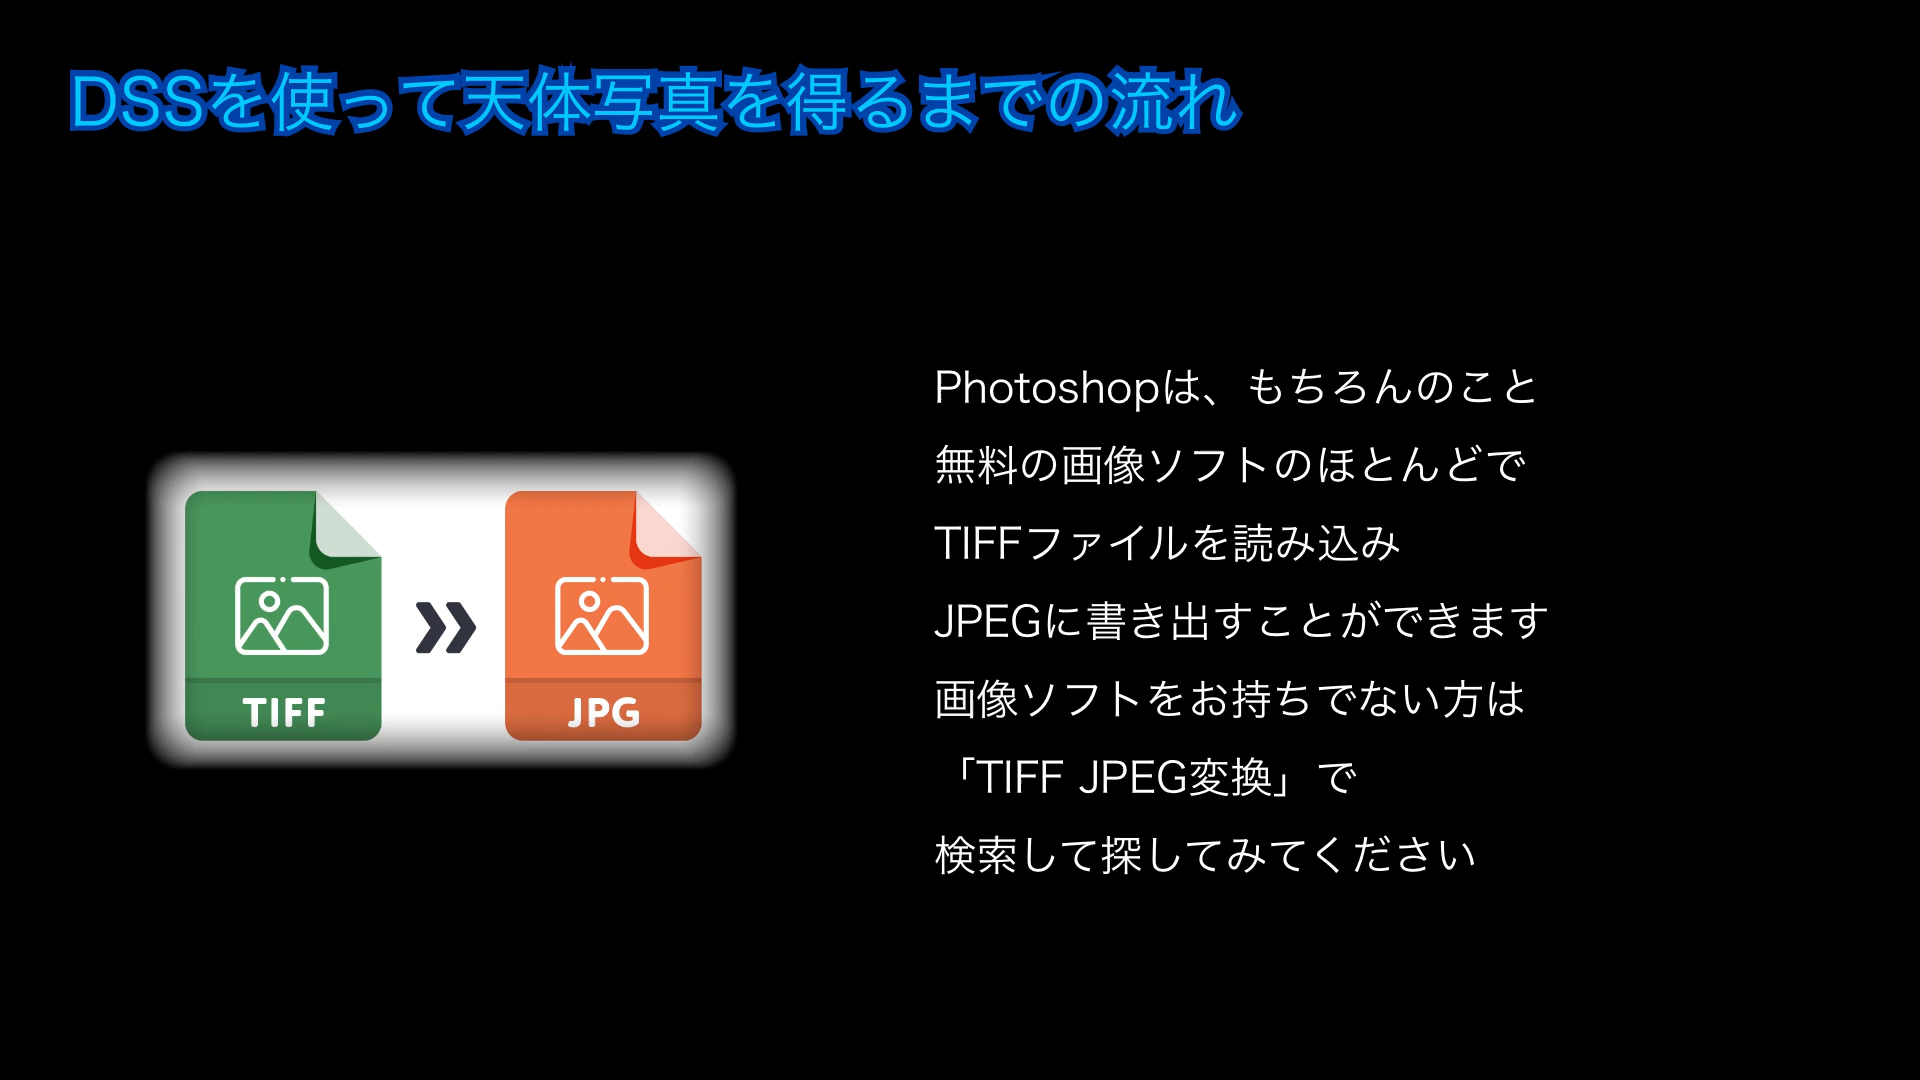 DSSを使って天体写真を得るまでの流れ
Photoshopは、もちろんのこと
無料の画像ソフトのほとんどで
TIFFファイルを読み込み
JPEGに書き出すことができます
画像ソフトをお持ちでない方は
「TIFF JPEG変換」で
検索して探してみてください
TIFF
JPG